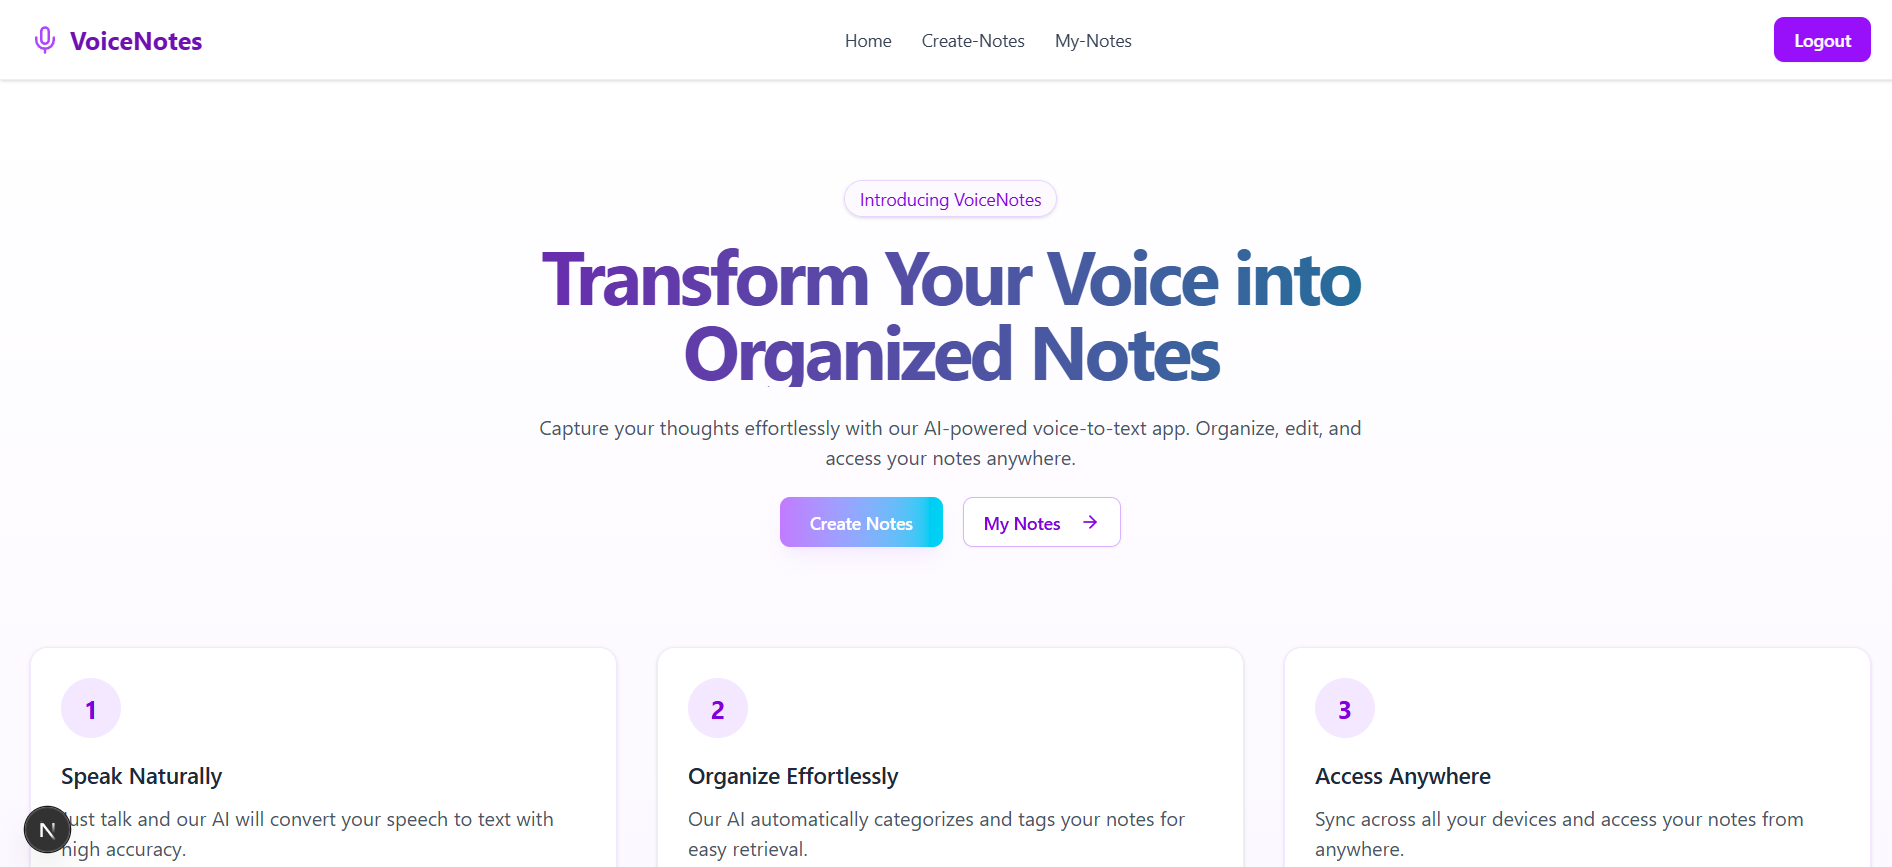 VoiceNotes
Home
Create-Notes
My-Notes
Logout
Introducing VoiceNotes
Transform Your Voice into
Organized Notes
Capture your thoughts effortlessly with our AI-powered voice-to-text app. Organize, edit, and
access your notes anywhere.
Create Notes
My Notes
1
Speak Naturally
Just talk and our AI will convert your speech to text with
high accuracy.
2
Organize Effortlessly
Our AI automatically categorizes and tags your notes for
easy retrieval.
3
Access Anywhere
Sync across all your devices and access your notes from
anywhere.
N